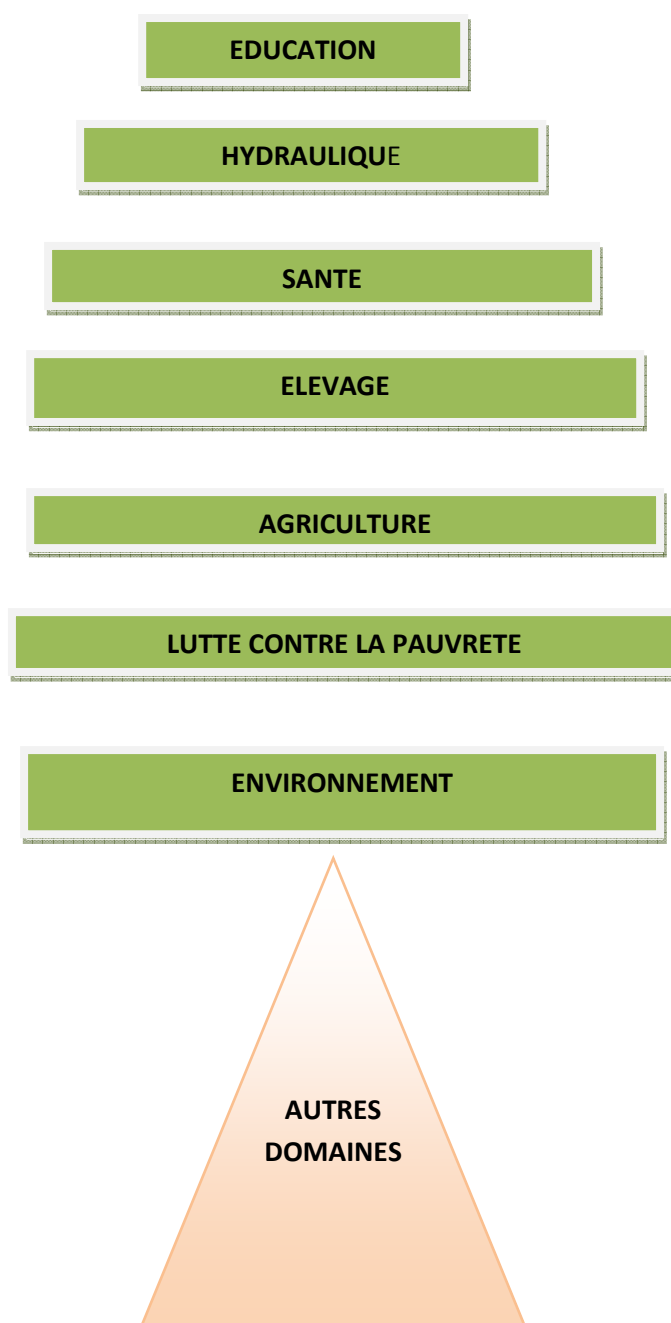 EDUCATION
HYDRAULIQUE
SANTE
ELEVAGE
AGRICULTURE
LUTTE CONTRE LA PAUVRETE
ENVIRONNEMENT
AUTRES
DOMAINES